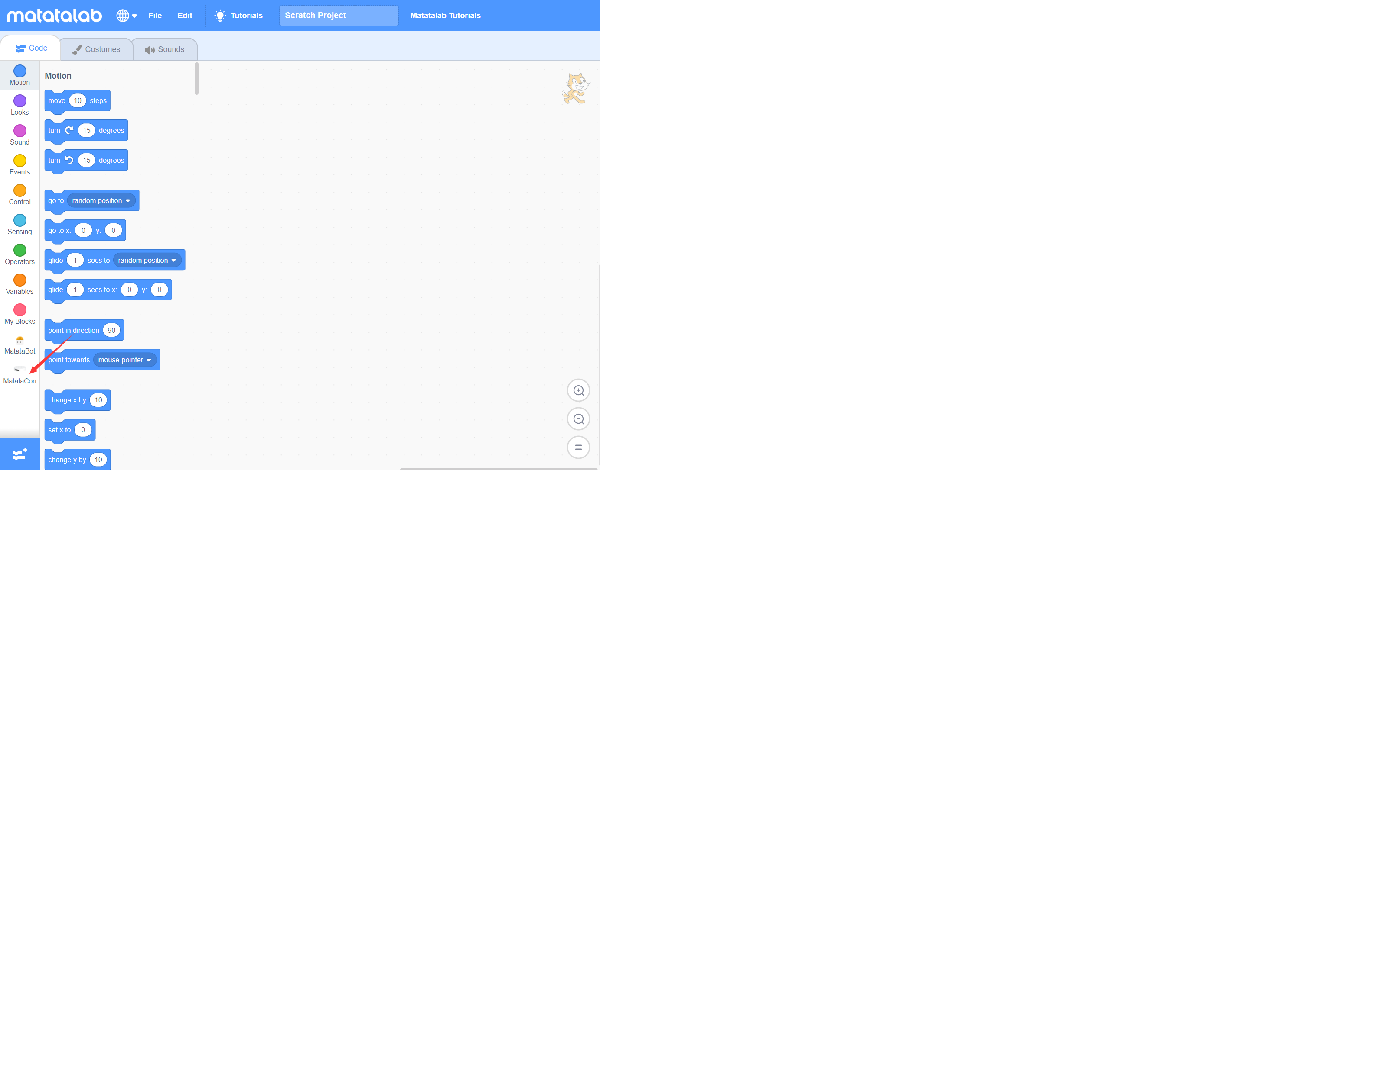 matatalab File Edit Tutorials Scratch Project Matatalab Tutorials
Code Costumes Sounds
Motion
Looks
Sound
Events
Control
Sensing
Operators
Variables
My Blocks
MatataBot
MatataCon
Motion
move 10 steps
turn 15 degrees
turn 15 degrees
go to random position
go to x: 0 y: 0
glide 1 secs to random position
glide 1 secs to x: 0 y: 0
point in direction 90
point towards mouse-pointer
change x by 10
set x to 0
change y by 10